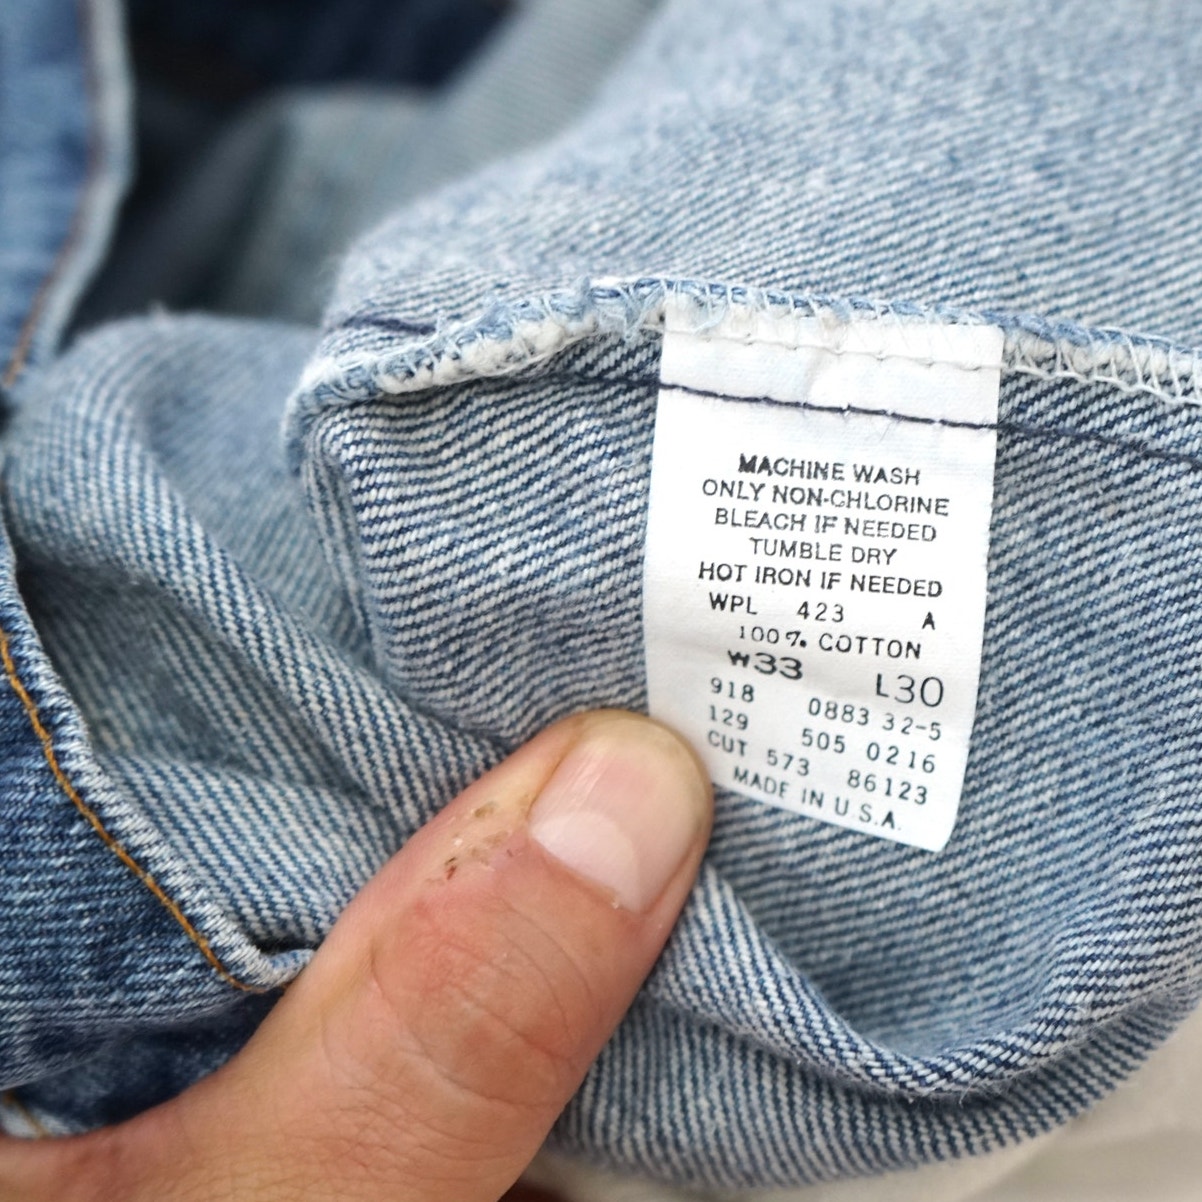 MACHINE WASH
ONLY NON-CHLORINE
BLEACH IF NEEDED
TUMBLE DRY
HOT IRON IF NEEDED
WPL 423 A
100% COTTON
W33 L30
918 0883 32-5
129 505 0216
CUT 573 86123
MADE IN U.S.A.